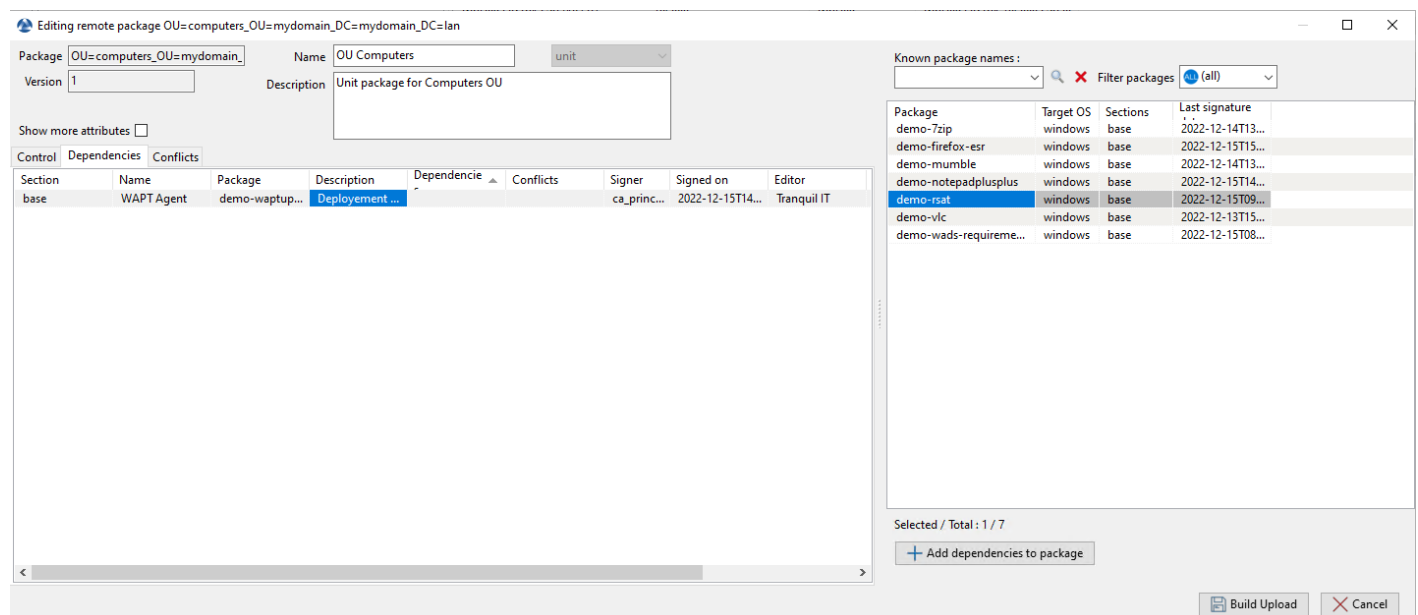 Editing remote package OU=computers_OU=mydomain_DC=mydomain_DC=lan
Package OU=computers_OU=mydomain_ Name OU Computers unit
Version 1 Description Unit package for Computers OU
Show more attributes
Control Dependencies Conflicts
Section Name Package Description Dependencie Conflicts Signer Signed on Editor
base WAPT Agent demo-waptup... Deployement ... ca_princ... 2022-12-15T14... Tranquil IT
Known package names :
Filter packages ALL (all)
Package Target OS Sections Last signature
demo-7zip windows base 2022-12-14T13...
demo-firefox-esr windows base 2022-12-15T15...
demo-mumble windows base 2022-12-14T13...
demo-notepadplusplus windows base 2022-12-15T14...
demo-rsat windows base 2022-12-15T09...
demo-vlc windows base 2022-12-13T15...
demo-wads-requireme... windows base 2022-12-15T08...
Selected / Total : 1 / 7
Add dependencies to package
Build Upload Cancel